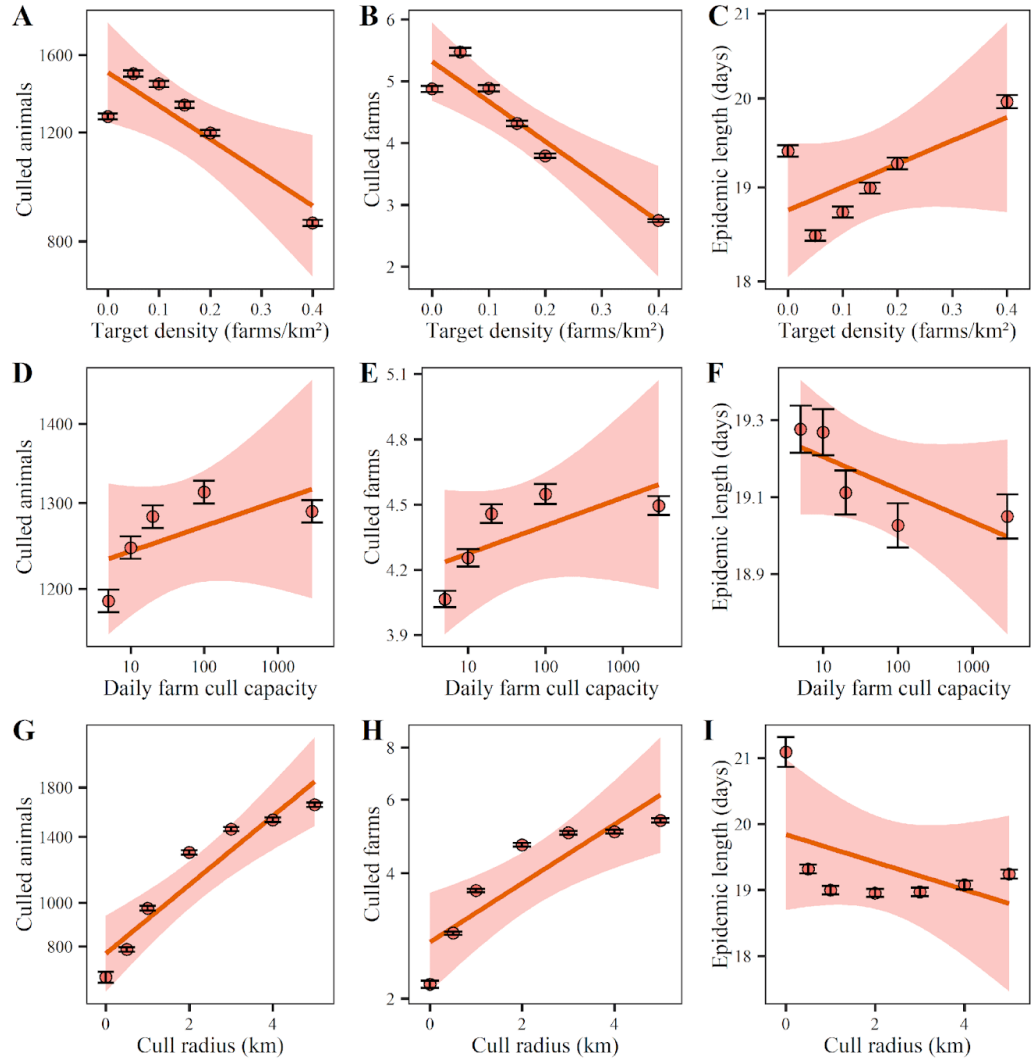 A
Culled animals
1600
1200
800
0.0 0.1 0.2 0.3 0.4
Target density (farms/km²)
B
Culled farms
6
5
4
3
2
0.0 0.1 0.2 0.3 0.4
Target density (farms/km²)
C
Epidemic length (days)
21
20
19
18
0.0 0.1 0.2 0.3 0.4
Target density (farms/km²)
D
Culled animals
1400
1300
1200
10 100 1000
Daily farm cull capacity
E
Culled farms
5.1
4.8
4.5
4.2
3.9
10 100 1000
Daily farm cull capacity
F
Epidemic length (days)
19.3
19.1
18.9
10 100 1000
Daily farm cull capacity
G
Culled animals
1800
1400
1000
800
0 2 4
Cull radius (km)
H
Culled farms
8
6
4
2
0 2 4
Cull radius (km)
I
Epidemic length (days)
21
20
19
18
0 2 4
Cull radius (km)